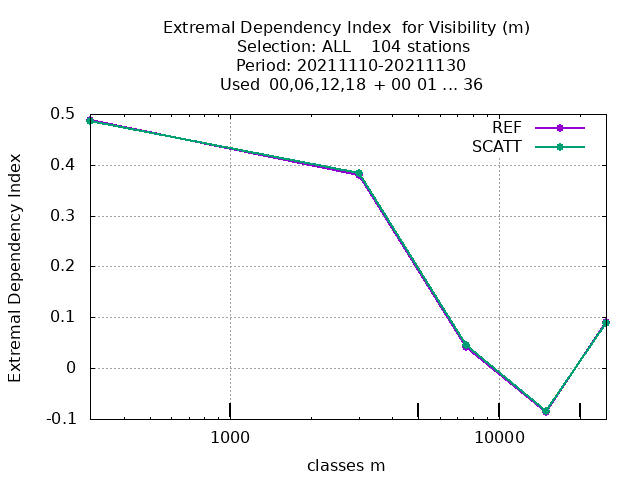 Extremal Dependency Index  for Visibility (m)
Selection: ALL    104 stations
Period: 20211110-20211130
Used  00,06,12,18  + 00 01 ... 36
REF
SCATT
Extremal Dependency Index
0.5
0.4
0.3
0.2
0.1
0
-0.1
1000
10000
classes m